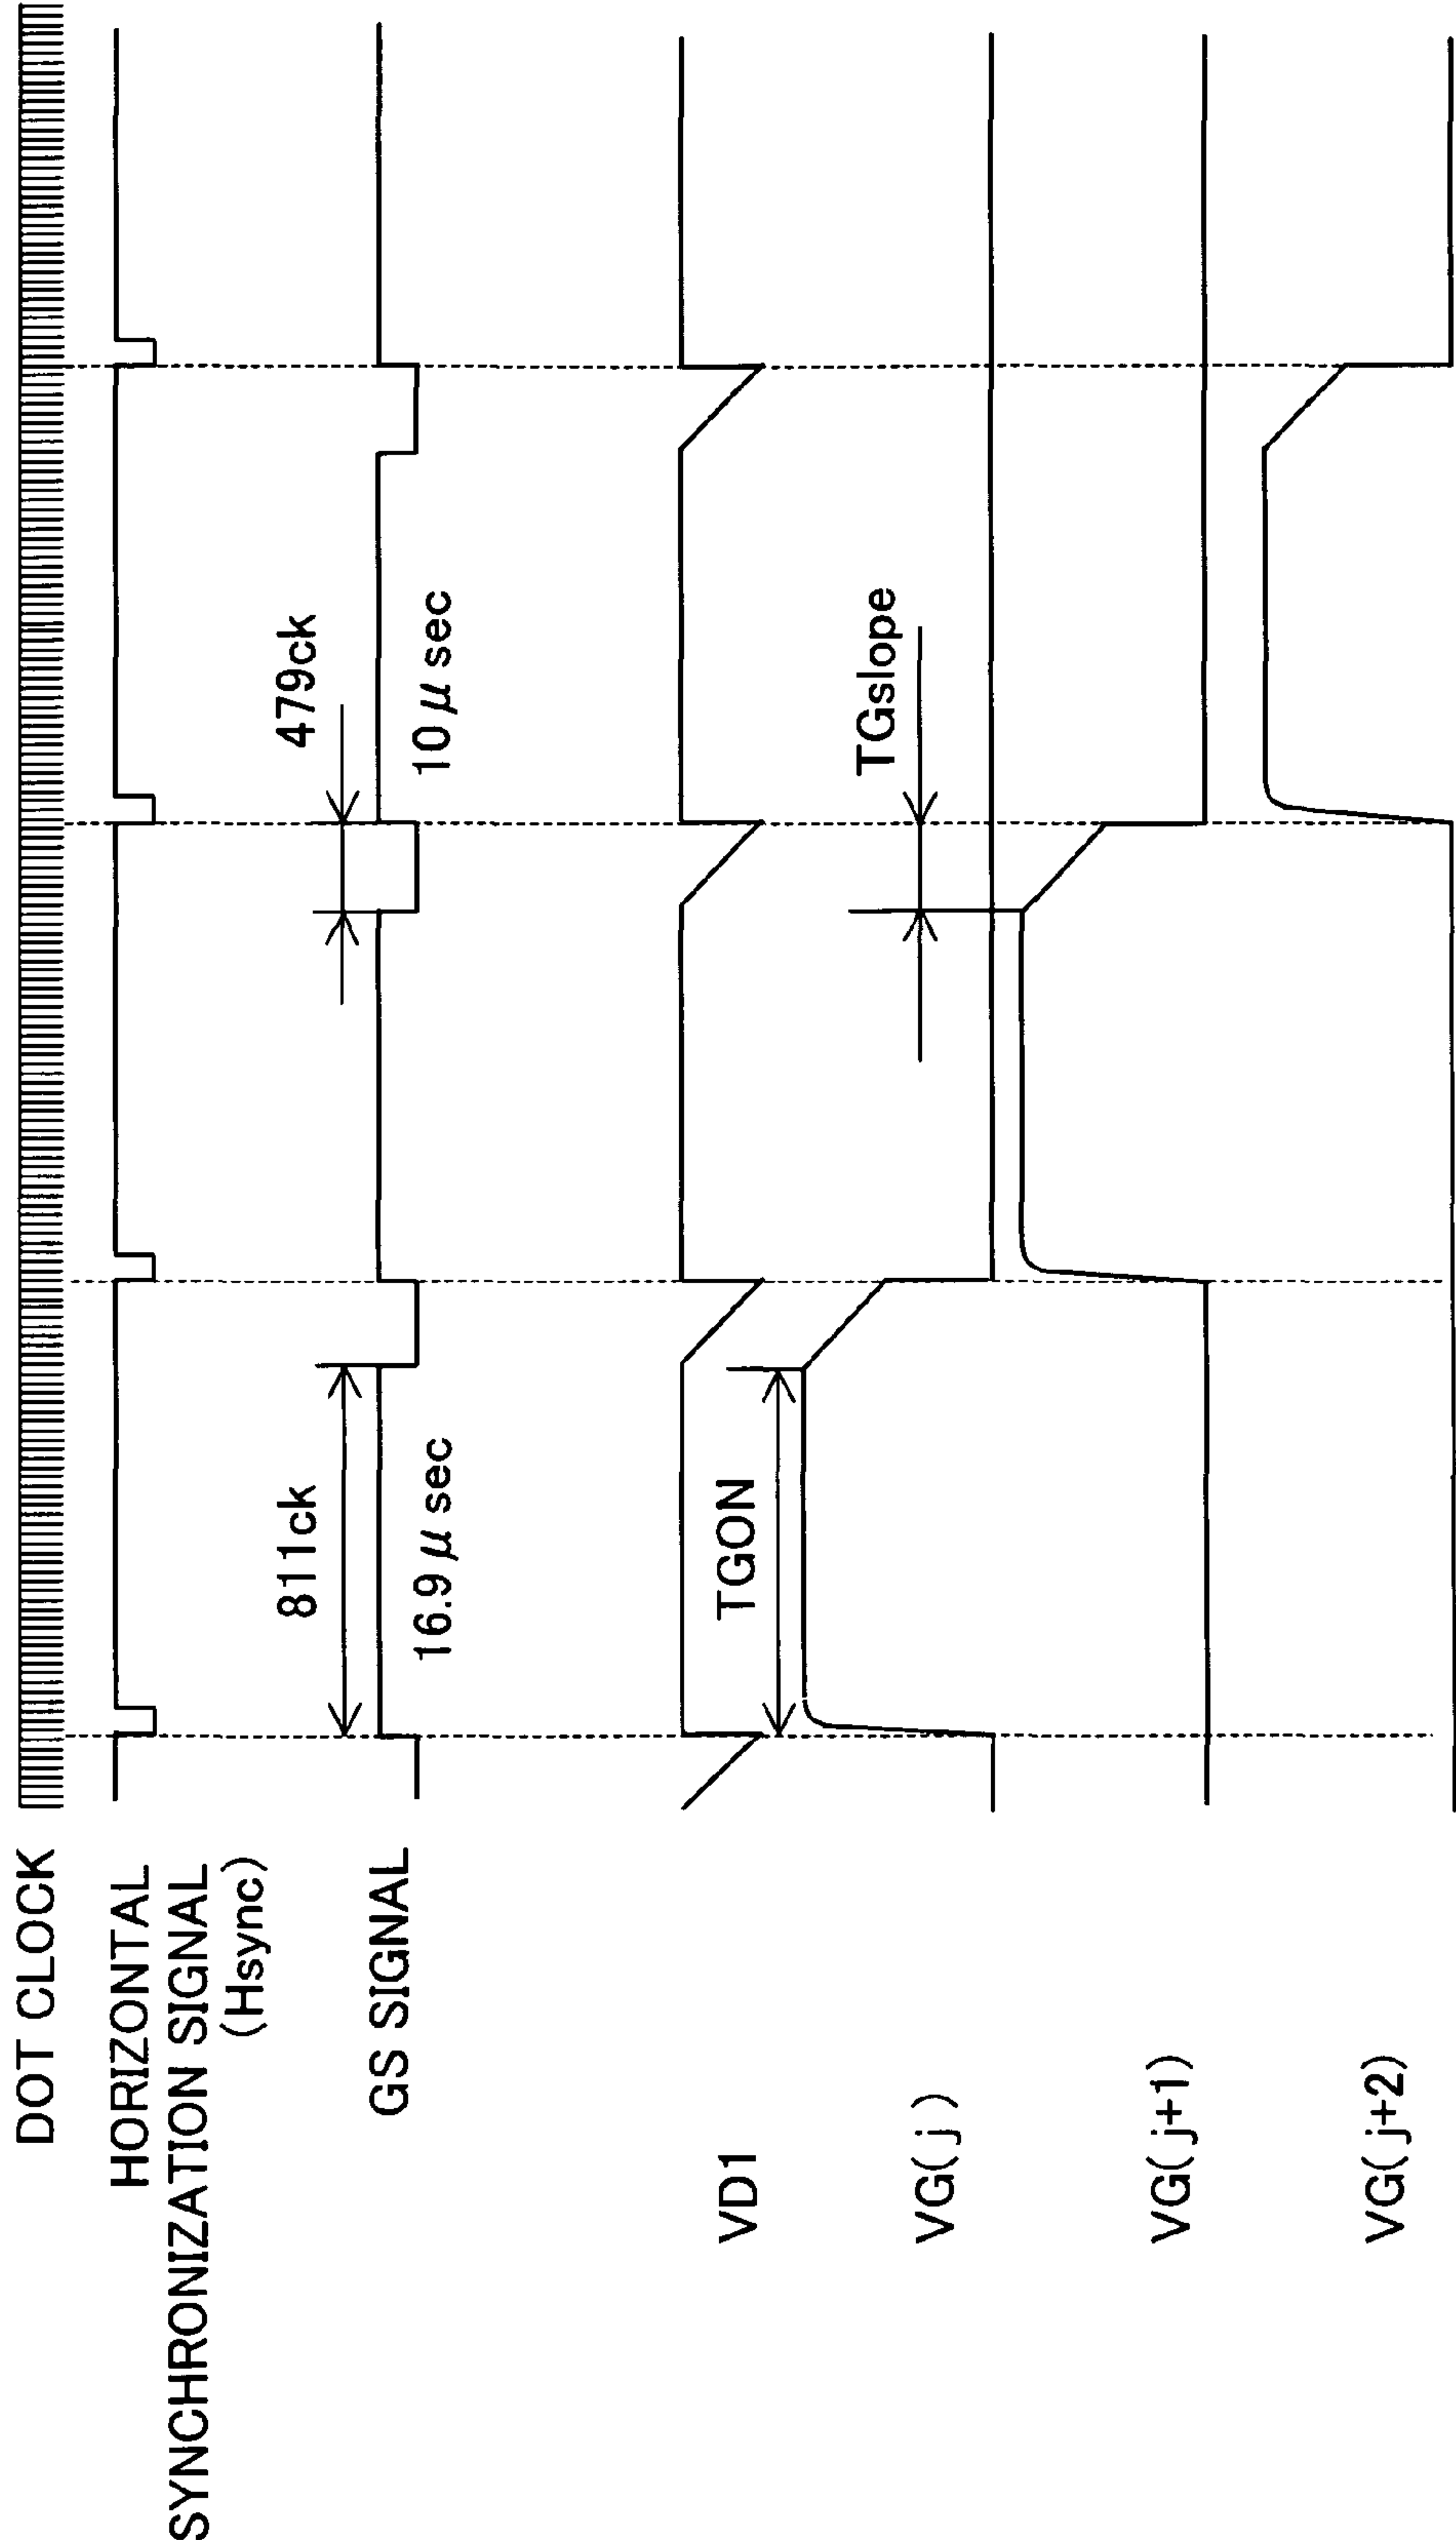 DOT CLOCK
HORIZONTAL
SYNCHRONIZATION SIGNAL
(Hsync)
811ck
479ck
GS SIGNAL
16.9μsec
10μsec
VD1
TGON
TGslope
VG(j)
VG(j+1)
VG(j+2)